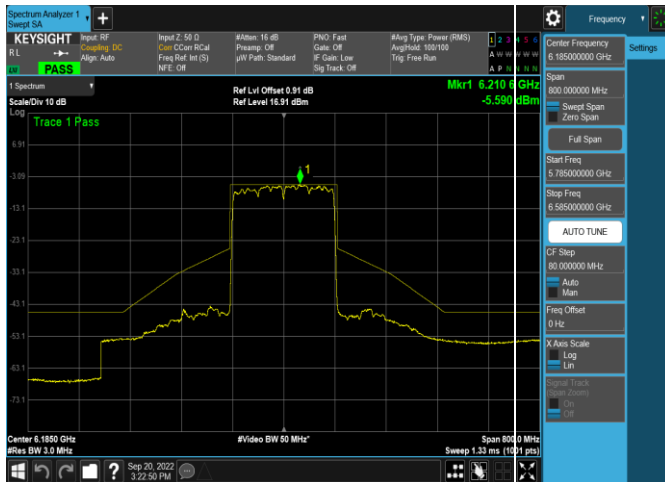 Spectrum Analyzer 1
Swept SA
Frequency
KEYSIGHT
Input: RF
Coupling: DC
Align: Auto
Input Z: 50 Ω
Corr CCorr RCal
Freq Ref: Int (S)
NFE: Off
#Atten: 16 dB
Preamp: Off
µW Path: Standard
PNO: Fast
Gate: Off
IF Gain: Low
Sig Track: Off
#Avg Type: Power (RMS)
Avg|Hold: 100/100
Trig: Free Run
1 2 3 4 5 6
A W W W W W
A P N N N N
R L
PASS
1 Spectrum
Scale/Div 10 dB
Log
Ref Lvl Offset 0.91 dB
Ref Level 16.91 dBm
Mkr1 6.210 6 GHz
-5.590 dBm
Trace 1 Pass
1
6.91
-3.09
-13.1
-23.1
-33.1
-43.1
-53.1
-63.1
-73.1
Center 6.1850 GHz
#Res BW 3.0 MHz
#Video BW 50 MHz*
Span 800.0 MHz
Sweep 1.33 ms (1001 pts)
Sep 20, 2022
3:22:50 PM
Center Frequency
6.185000000 GHz
Settings
Span
800.000000 MHz
Swept Span
Zero Span
Full Span
Start Freq
5.785000000 GHz
Stop Freq
6.585000000 GHz
AUTO TUNE
CF Step
80.000000 MHz
Auto
Man
Freq Offset
0 Hz
X Axis Scale
Log
Lin
Signal Track
(Span Zoom)
On
Off